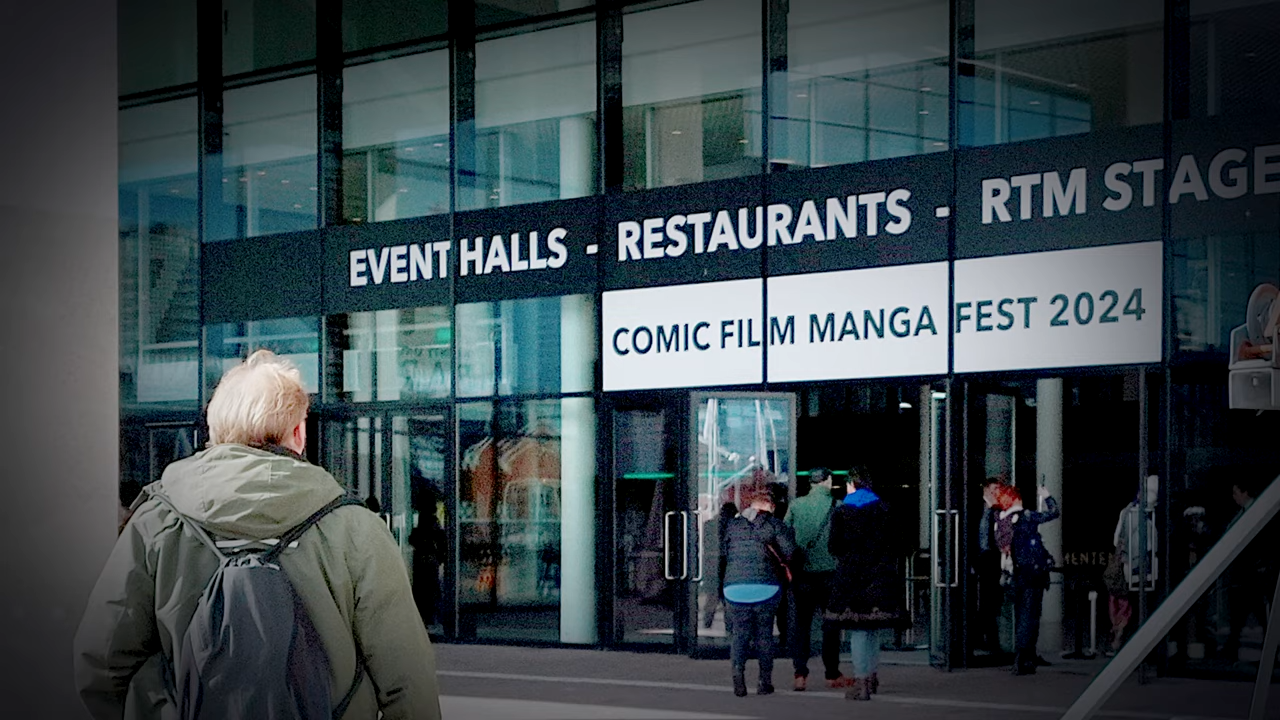 EVENT HALLS - RESTAURANTS - RTM STAGE
COMIC FILM MANGA FEST 2024